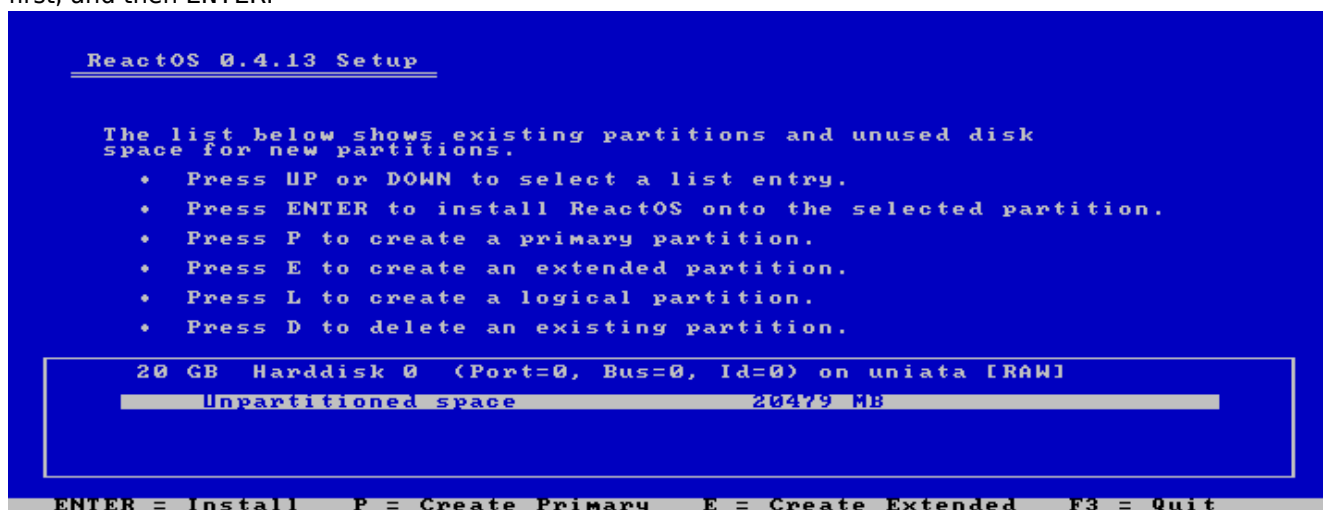 first, and then ENTER.
ReactOS 0.4.13 Setup
The list below shows existing partitions and unused disk
space for new partitions.
• Press UP or DOWN to select a list entry.
• Press ENTER to install ReactOS onto the selected partition.
• Press P to create a primary partition.
• Press E to create an extended partition.
• Press L to create a logical partition.
• Press D to delete an existing partition.
20 GB Harddisk 0 (Port=0, Bus=0, Id=0) on uniata [RAW]
Unpartitioned space 20479 MB
ENTER = Install P = Create Primary E = Create Extended F3 = Quit